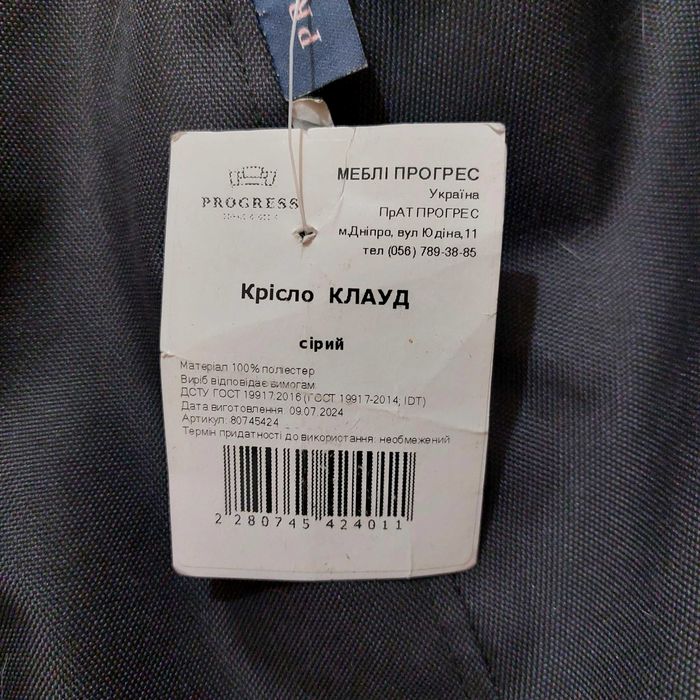 PR
PROGRESS
МЕБЛІ ПРОГРЕС
Україна
ПрАТ ПРОГРЕС
м.Дніпро, вул Юдіна,11
тел (056) 789-38-85
Крісло КЛАУД
сірий
Матеріал 100% поліестер
Виріб відповідає вимогам
ДСТУ ГОСТ 19917:2016 (ГОСТ 19917-2014, IDT)
Дата виготовлення 09.07.2024
Артикул: 80745424
Термін придатності до використання: необмежений
2 280745 424011